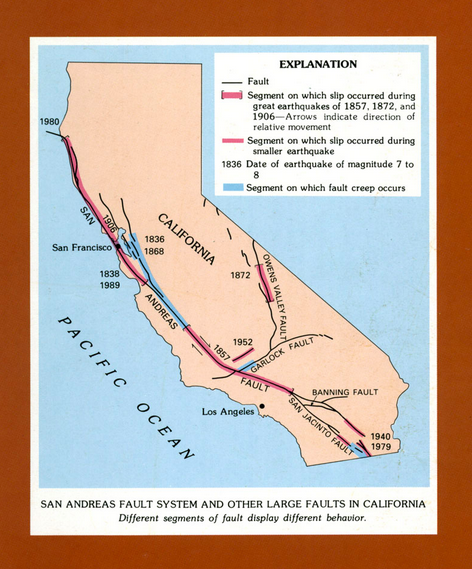 EXPLANATION
Fault
Segment on which slip occurred during
great earthquakes of 1857, 1872, and
1906—Arrows indicate direction of
relative movement
Segment on which slip occurred during
smaller earthquake
1836 Date of earthquake of magnitude 7 to
8
Segment on which fault creep occurs
1980
SAN
1906
CALIFORNIA
San Francisco
1836
1868
1838
1989
ANDREAS
1872
OWENS VALLEY FAULT
1857
1952
GARLOCK FAULT
FAULT
BANNING FAULT
SAN JACINTO FAULT
Los Angeles
1940
1979
PACIFIC OCEAN
SAN ANDREAS FAULT SYSTEM AND OTHER LARGE FAULTS IN CALIFORNIA
Different segments of fault display different behavior.